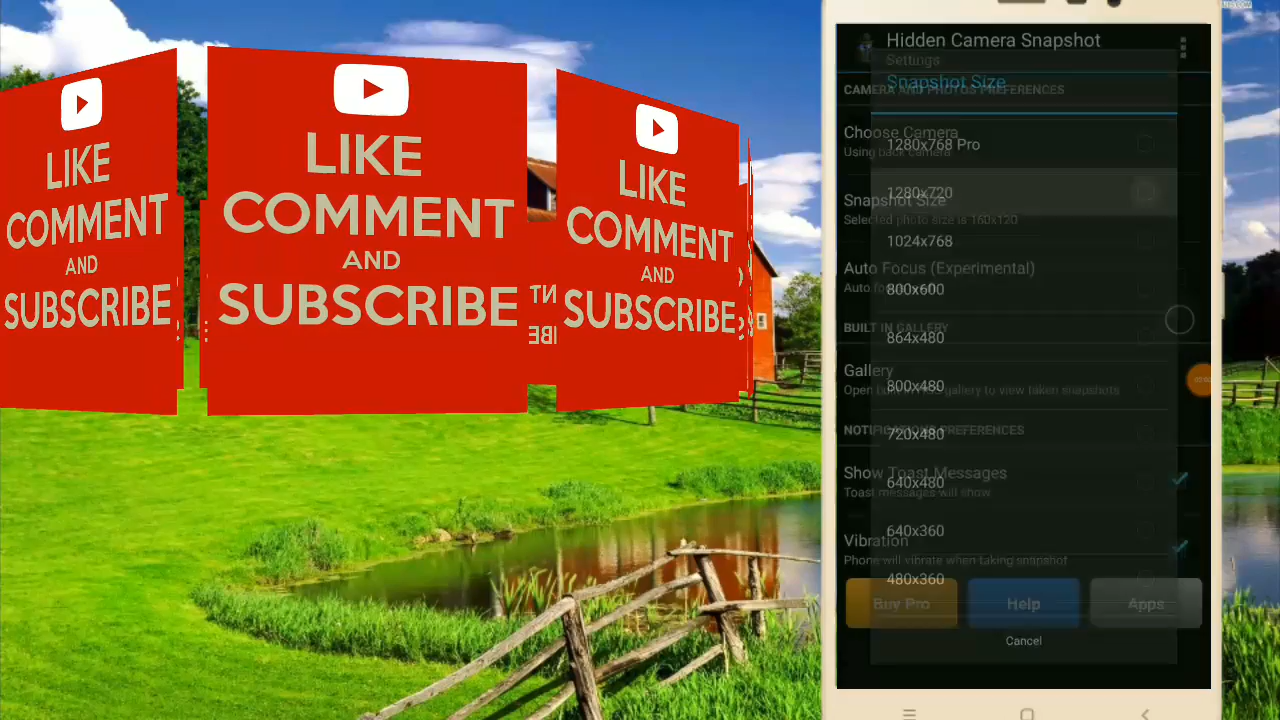 LIKE
COMMENT
AND
SUBSCRIBE
LIKE
COMMENT
AND
SUBSCRIBE
LIKE
COMMENT
AND
SUBSCRIBE
Hidden Camera Snapshot
Settings
Snapshot Size
CAMERA AND PHOTOS PREFERENCES
Choose Camera
Using back camera
1280x768 Pro
1280x720
Snapshot Size
Selected photo size is 160x120
1024x768
Auto Focus (Experimental)
800x600
BUILT IN GALLERY
864x480
Gallery
800x480
NOTIFICATIONS PREFERENCES
720x480
Show Toast Messages
640x480
Toast messages will show
640x360
Vibration
Phone will vibrate when taking snapshot
480x360
Buy Pro
Help
Apps
Cancel